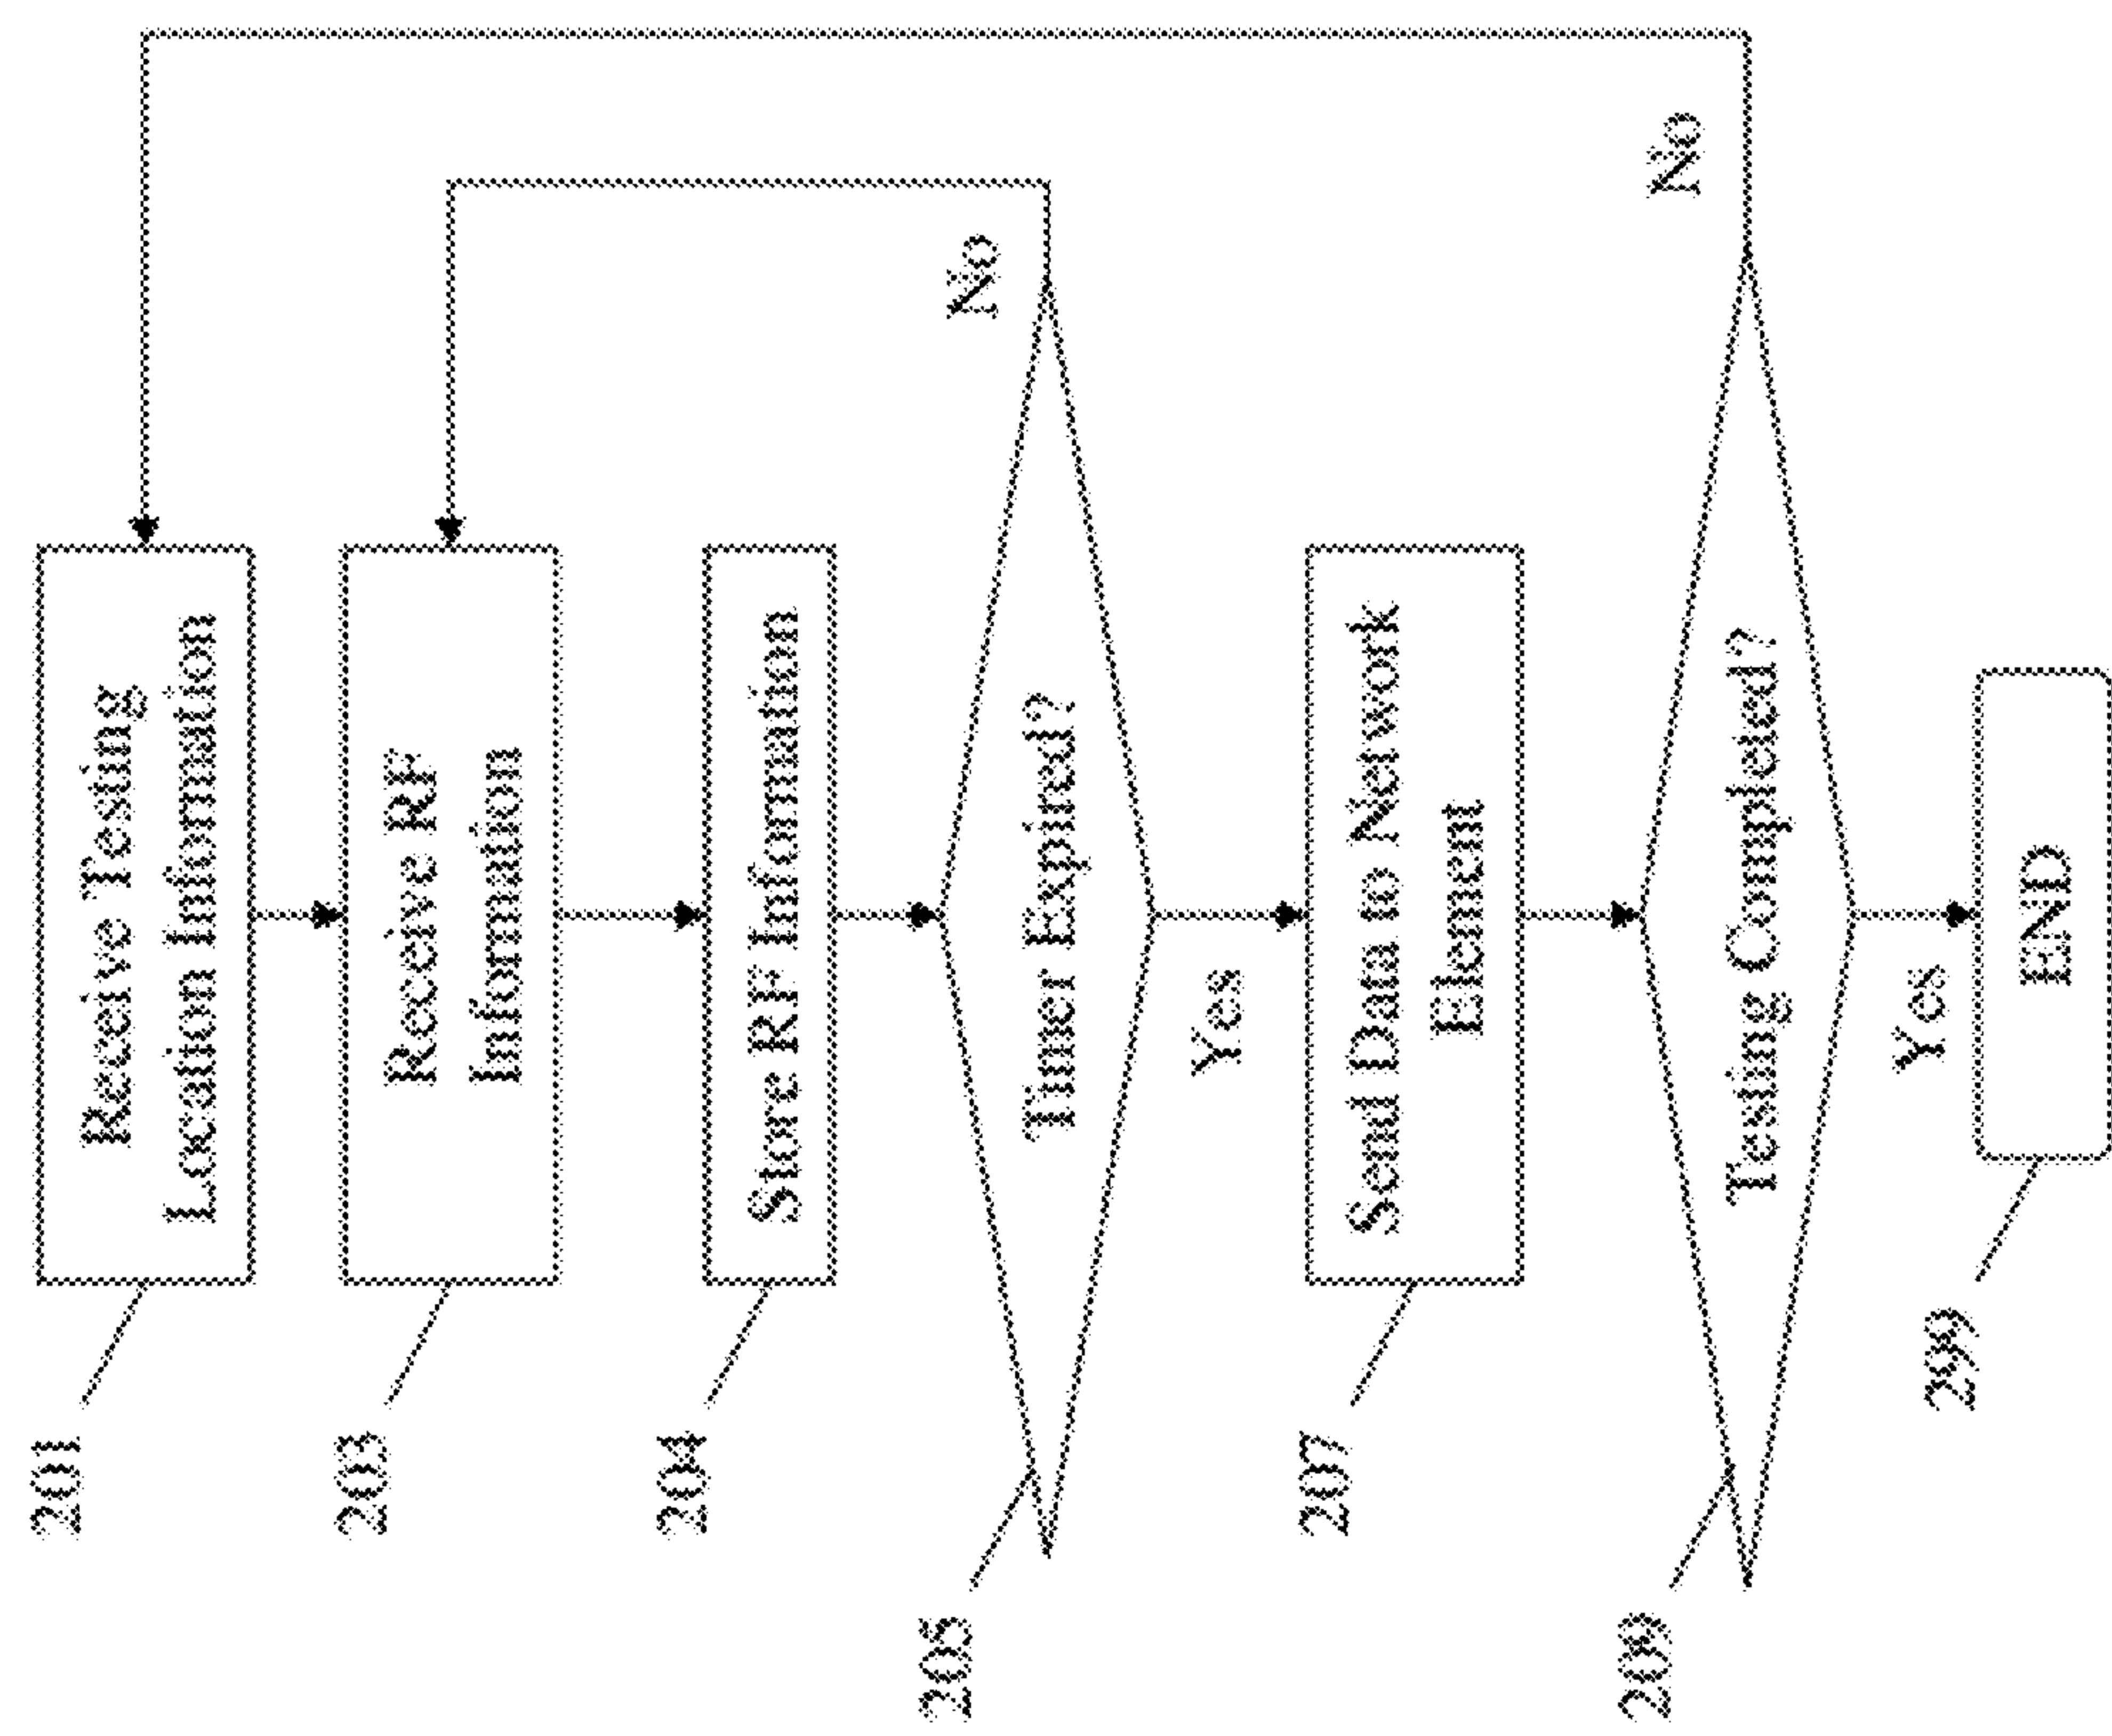 201
Receive Testing
Location Information
203
Receive RF
Information
204
Store RF Information
205
Timer Expired?
No
Yes
207
Send Data to Network
Element
209
Testing Completed?
No
Yes
299
END